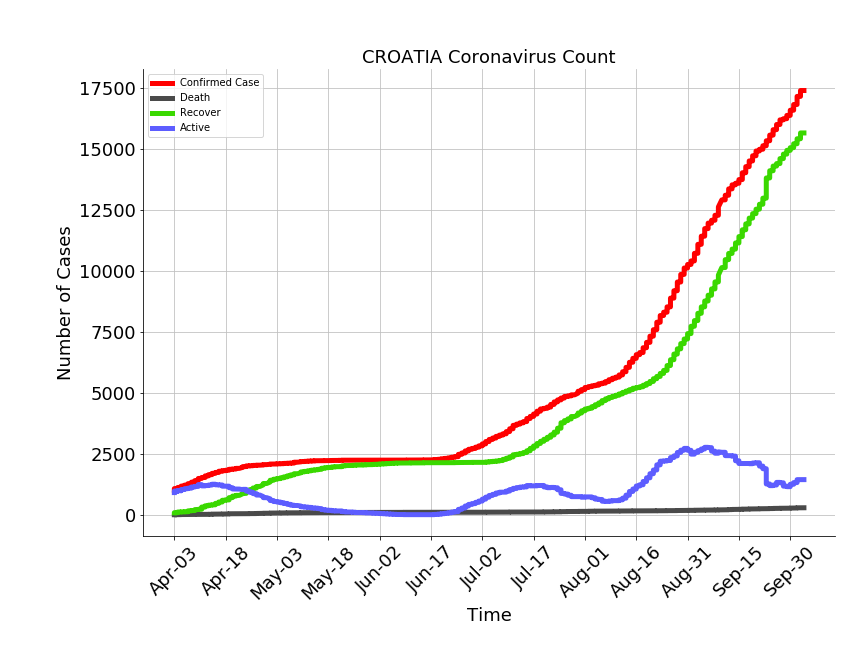 CROATIA Coronavirus Count
Confirmed Case
Death
Recover
Active
Number of Cases
17500
15000
12500
10000
7500
5000
2500
0
Apr-03
Apr-18
May-03
May-18
Jun-02
Jun-17
Jul-02
Jul-17
Aug-01
Aug-16
Aug-31
Sep-15
Sep-30
Time